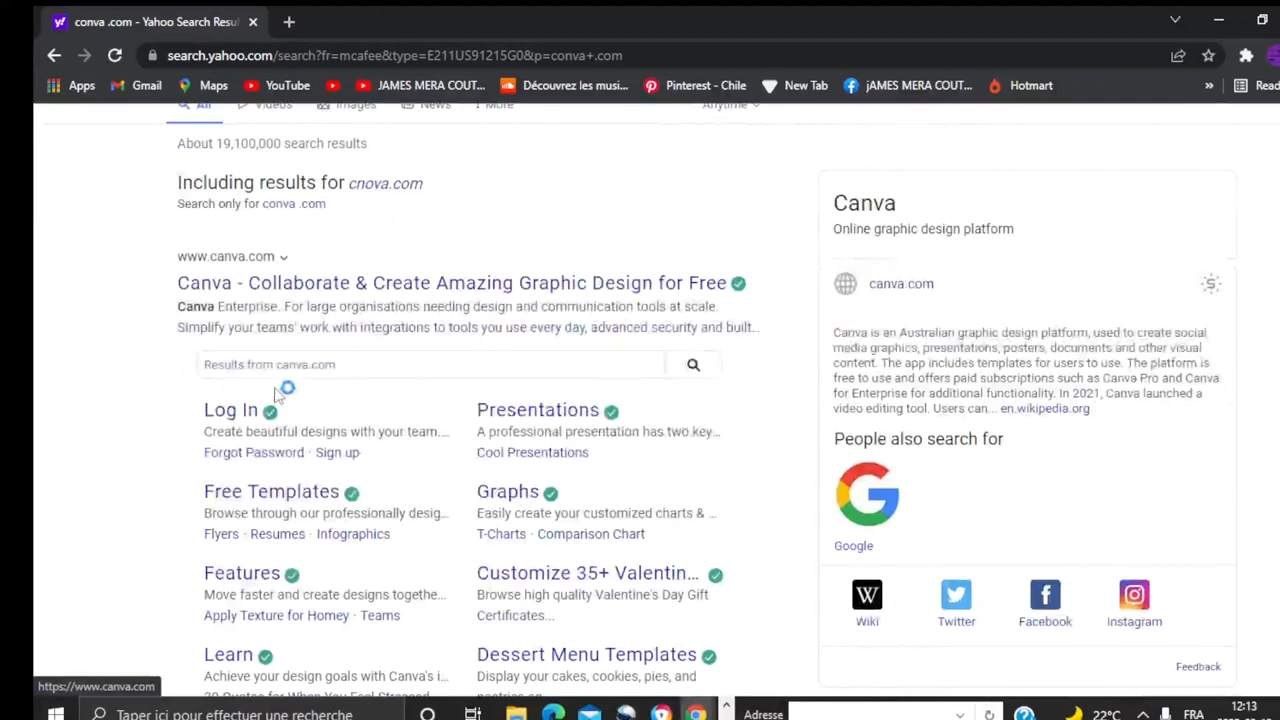 conva .com - Yahoo Search Resu
search.yahoo.com/search?fr=mcafee&type=E211US91215G0&p=conva+.com
Apps Gmail Maps YouTube JAMES MERA COUT... Découvrez les musi... Pinterest - Chile New Tab jAMES MERA COUT... Hotmart » Read
All Videos Images News More Anytime
About 19,100,000 search results
Including results for cnova.com
Search only for conva .com
www.canva.com
Canva - Collaborate & Create Amazing Graphic Design for Free
Canva Enterprise. For large organisations needing design and communication tools at scale.
Simplify your teams' work with integrations to tools you use every day, advanced security and built...
Results from canva.com
Log In
Create beautiful designs with your team....
Forgot Password · Sign up
Presentations
A professional presentation has two key...
Cool Presentations
Free Templates
Browse through our professionally desig...
Flyers · Resumes · Infographics
Graphs
Easily create your customized charts & ...
T-Charts · Comparison Chart
Features
Move faster and create designs togethe...
Apply Texture for Homey · Teams
Customize 35+ Valentin...
Browse high quality Valentine's Day Gift
Certificates...
Learn
Achieve your design goals with Canva's i...
Dessert Menu Templates
Display your cakes, cookies, pies, and
Canva
Online graphic design platform
canva.com
Canva is an Australian graphic design platform, used to create social
media graphics, presentations, posters, documents and other visual
content. The app includes templates for users to use. The platform is
free to use and offers paid subscriptions such as Canva Pro and Canva
for Enterprise for additional functionality. In 2021, Canva launched a
video editing tool. Users can... en.wikipedia.org
People also search for
Google
Wiki Twitter Facebook Instagram
Feedback
https://www.canva.com
Taper ici pour effectuer une recherche
Adresse
22°C
FRA
12:13